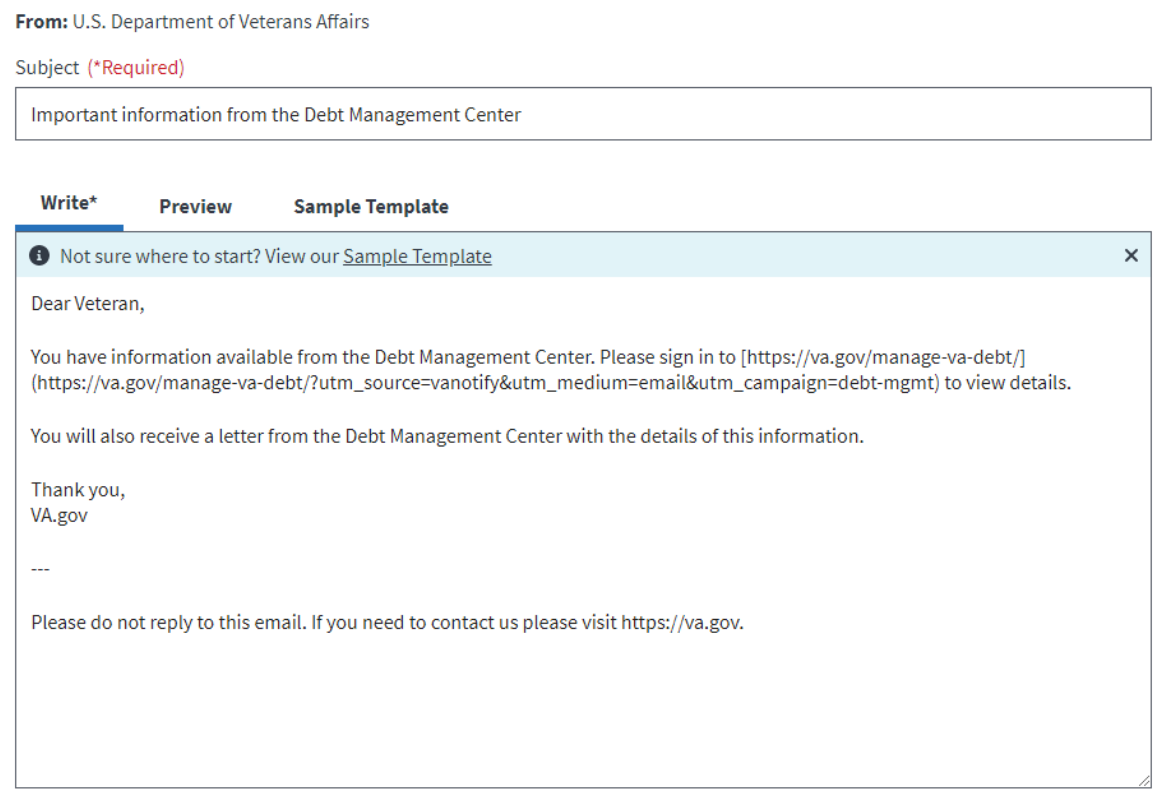 From: U.S. Department of Veterans Affairs
Subject (*Required)
Important information from the Debt Management Center
Write* Preview Sample Template
Not sure where to start? View our Sample Template
Dear Veteran,
You have information available from the Debt Management Center. Please sign in to [https://va.gov/manage-va-debt/]
(https://va.gov/manage-va-debt/?utm_source=vanotify&utm_medium=email&utm_campaign=debt-mgmt) to view details.
You will also receive a letter from the Debt Management Center with the details of this information.
Thank you,
VA.gov
---
Please do not reply to this email. If you need to contact us please visit https://va.gov.